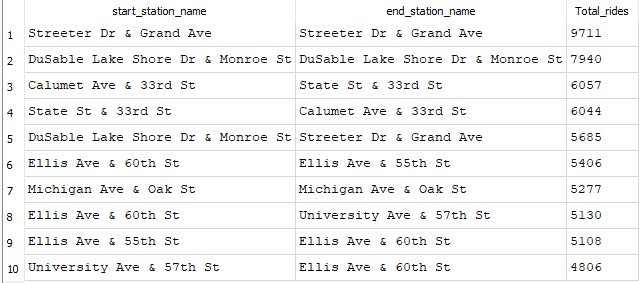 start_station_name end_station_name Total_rides
1 Streeter Dr & Grand Ave Streeter Dr & Grand Ave 9711
2 DuSable Lake Shore Dr & Monroe St DuSable Lake Shore Dr & Monroe St 7940
3 Calumet Ave & 33rd St State St & 33rd St 6057
4 State St & 33rd St Calumet Ave & 33rd St 6044
5 DuSable Lake Shore Dr & Monroe St Streeter Dr & Grand Ave 5685
6 Ellis Ave & 60th St Ellis Ave & 55th St 5406
7 Michigan Ave & Oak St Michigan Ave & Oak St 5277
8 Ellis Ave & 60th St University Ave & 57th St 5130
9 Ellis Ave & 55th St Ellis Ave & 60th St 5108
10 University Ave & 57th St Ellis Ave & 60th St 4806